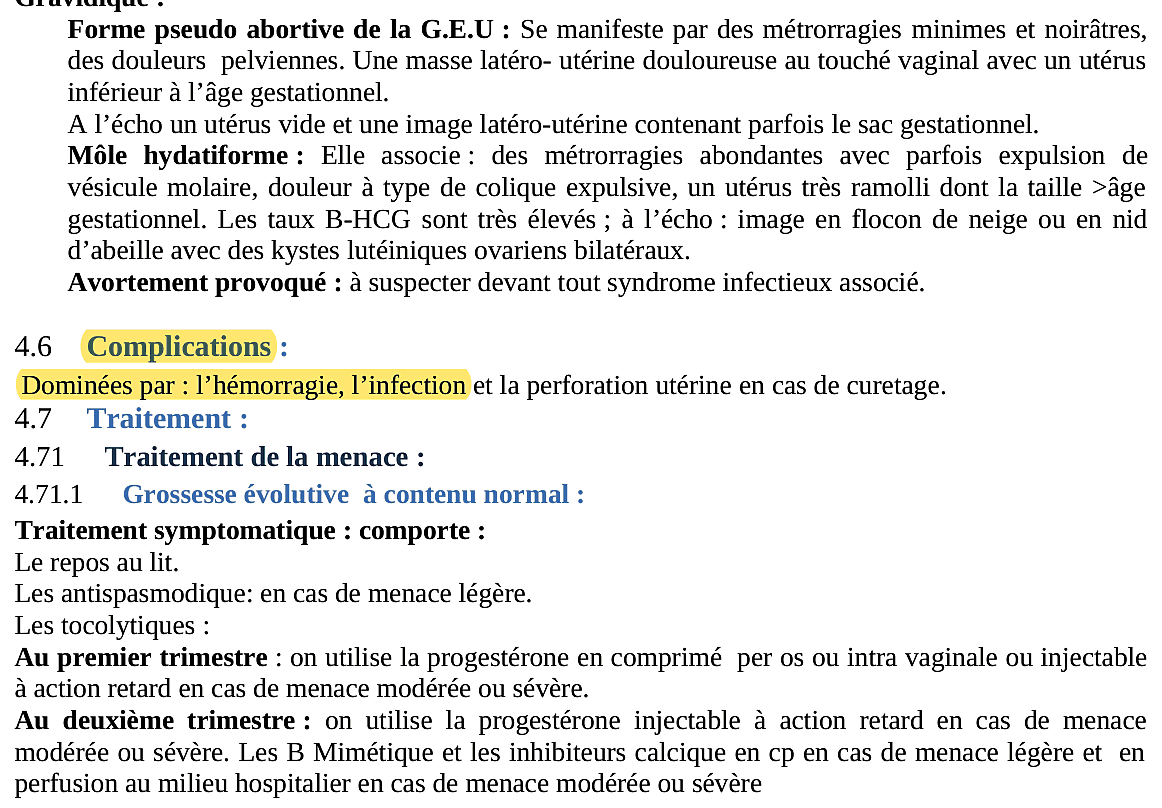 Gravidique :
Forme pseudo abortive de la G.E.U : Se manifeste par des métrorragies minimes et noirâtres,
des douleurs pelviennes. Une masse latéro- utérine douloureuse au touché vaginal avec un utérus
inférieur à l’âge gestationnel.
A l’écho un utérus vide et une image latéro-utérine contenant parfois le sac gestationnel.
Môle hydatiforme : Elle associe : des métrorragies abondantes avec parfois expulsion de
vésicule molaire, douleur à type de colique expulsive, un utérus très ramolli dont la taille >âge
gestationnel. Les taux B-HCG sont très élevés ; à l’écho : image en flocon de neige ou en nid
d’abeille avec des kystes lutéiniques ovariens bilatéraux.
Avortement provoqué : à suspecter devant tout syndrome infectieux associé.
4.6 Complications :
Dominées par : l’hémorragie, l’infection et la perforation utérine en cas de curetage.
4.7 Traitement :
4.71 Traitement de la menace :
4.71.1 Grossesse évolutive à contenu normal :
Traitement symptomatique : comporte :
Le repos au lit.
Les antispasmodique: en cas de menace légère.
Les tocolytiques :
Au premier trimestre : on utilise la progestérone en comprimé per os ou intra vaginale ou injectable
à action retard en cas de menace modérée ou sévère.
Au deuxième trimestre : on utilise la progestérone injectable à action retard en cas de menace
modérée ou sévère. Les B Mimétique et les inhibiteurs calcique en cp en cas de menace légère et en
perfusion au milieu hospitalier en cas de menace modérée ou sévère